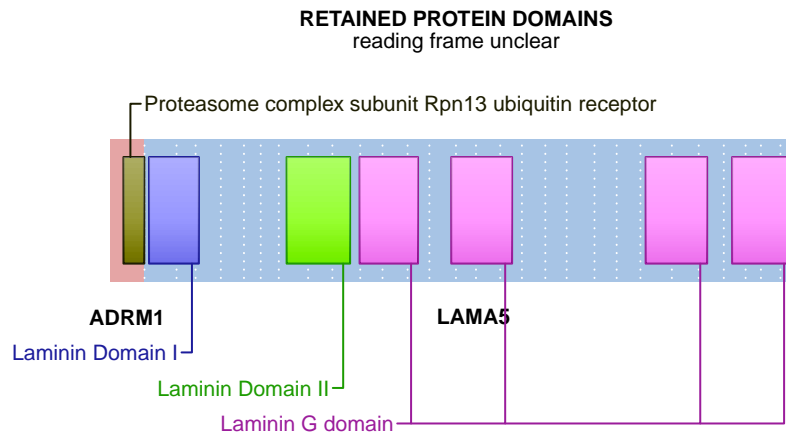 RETAINED PROTEIN DOMAINS
reading frame unclear
Proteasome complex subunit Rpn13 ubiquitin receptor
ADRM1
LAMA5
Laminin Domain I
Laminin Domain II
Laminin G domain